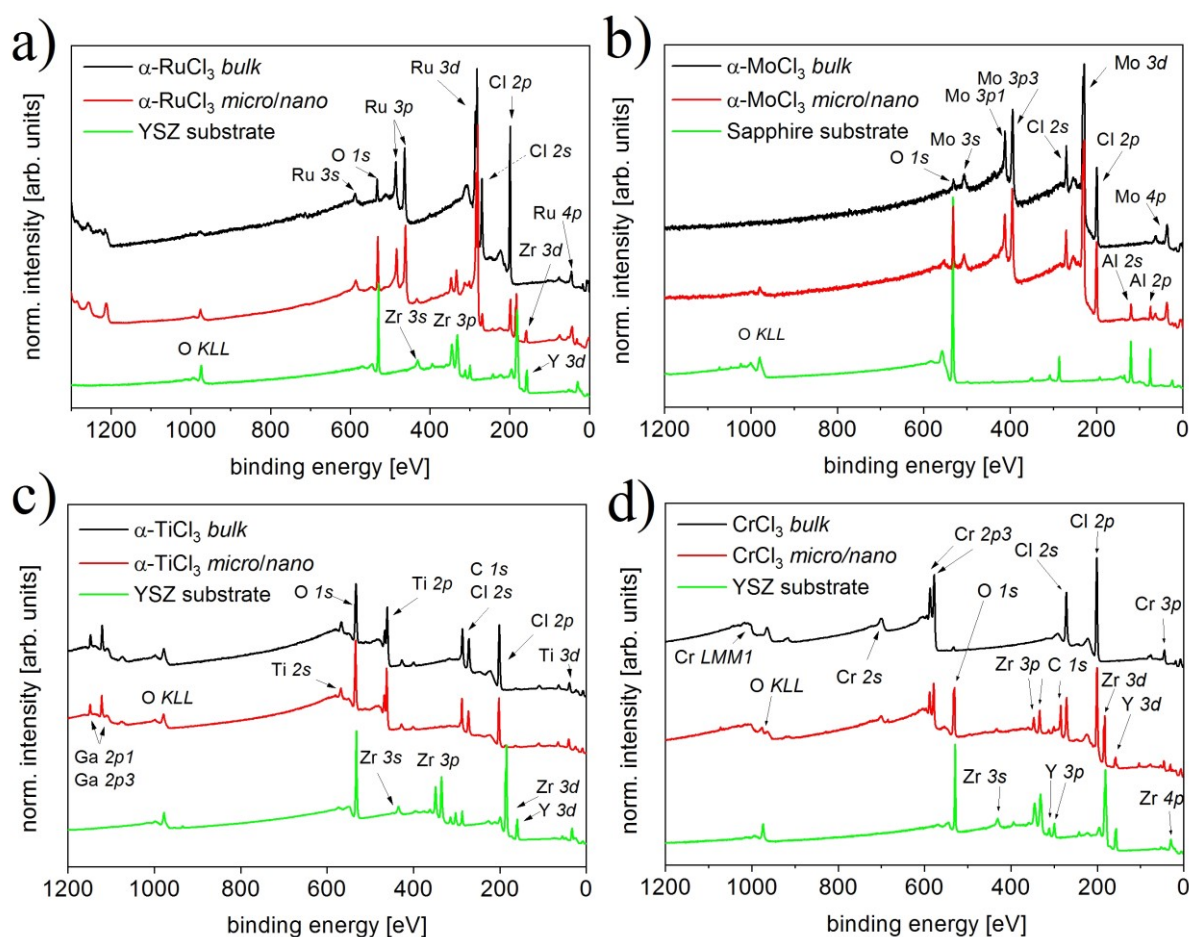 a)
α-RuCl3 bulk
α-RuCl3 micro/nano
YSZ substrate
Ru 3d
Cl 2p
Ru 3p
O 1s
Ru 3s
Cl 2s
Ru 4p
Zr 3d
Zr 3s
Zr 3p
O KLL
Y 3d
norm. intensity [arb. units]
1200 1000 800 600 400 200 0
binding energy [eV]
b)
α-MoCl3 bulk
α-MoCl3 micro/nano
Sapphire substrate
Mo 3p3
Mo 3d
Mo 3p1
Cl 2s
Mo 3s
O 1s
Cl 2p
Mo 4p
Al 2s
Al 2p
O KLL
norm. intensity [arb. units]
1200 1000 800 600 400 200 0
binding energy [eV]
c)
α-TiCl3 bulk
α-TiCl3 micro/nano
YSZ substrate
C 1s
Cl 2s
Ti 2p
O 1s
Cl 2p
Ti 3d
Ti 2s
O KLL
Ga 2p1
Ga 2p3
Zr 3s
Zr 3p
Zr 3d
Y 3d
norm. intensity [arb. units]
1200 1000 800 600 400 200 0
binding energy [eV]
d)
CrCl3 bulk
CrCl3 micro/nano
YSZ substrate
Cl 2p
Cr 2p3
Cl 2s
O 1s
Cr 3p
Cr LMM1
Cr 2s
Zr 3p
C 1s
Zr 3d
O KLL
Y 3d
Zr 3s
Y 3p
Zr 4p
norm. intensity [arb. units]
1200 1000 800 600 400 200 0
binding energy [eV]